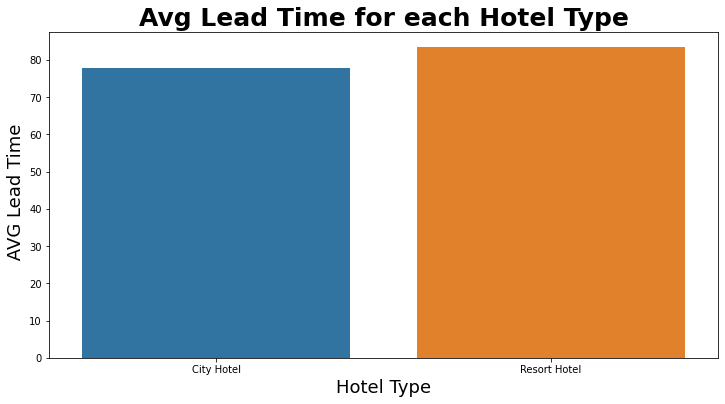 Avg Lead Time for each Hotel Type
AVG Lead Time
80
70
60
50
40
30
20
10
0
City Hotel
Resort Hotel
Hotel Type